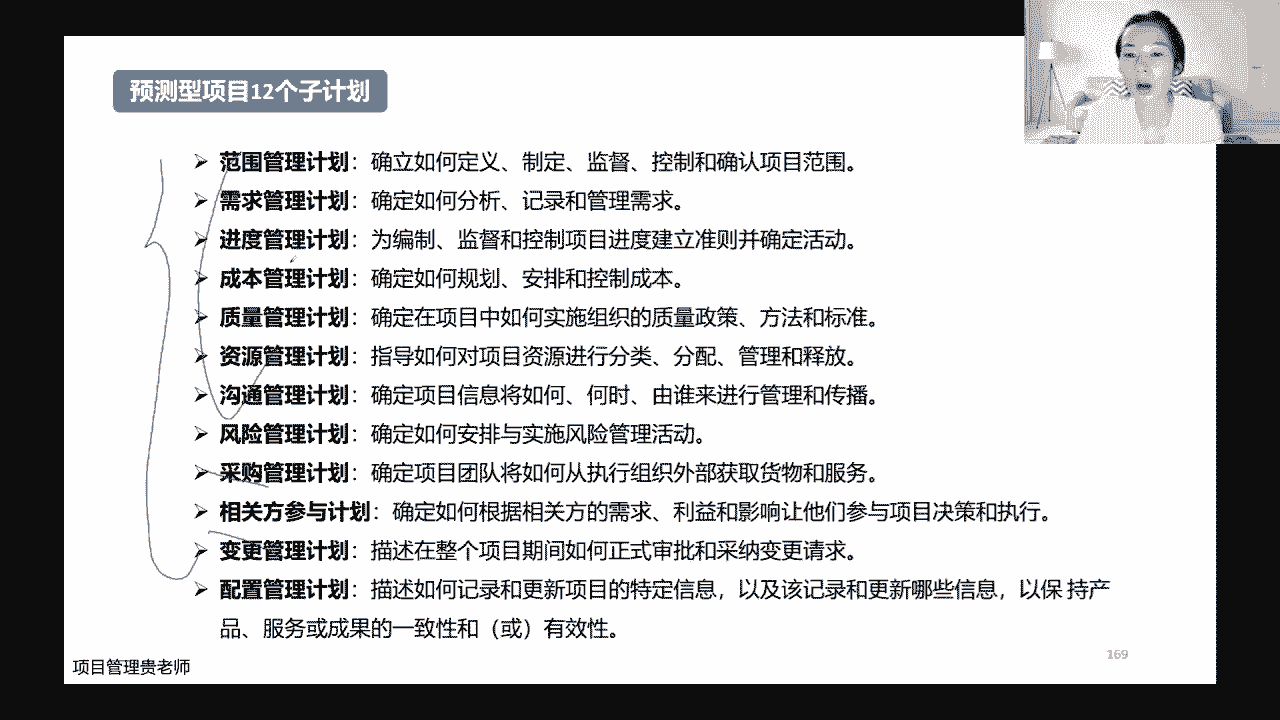 预测型项目12个子计划
➢ 范围管理计划：确立如何定义、制定、监督、控制和确认项目范围。
➢ 需求管理计划：确定如何分析、记录和管理需求。
➢ 进度管理计划：为编制、监督和控制项目进度建立准则并确定活动。
➢ 成本管理计划：确定如何规划、安排和控制成本。
➢ 质量管理计划：确定在项目中如何实施组织的质量政策、方法和标准。
➢ 资源管理计划：指导如何对项目资源进行分类、分配、管理和释放。
➢ 沟通管理计划：确定项目信息将如何、何时、由谁来进行管理和传播。
➢ 风险管理计划：确定如何安排与实施风险管理活动。
➢ 采购管理计划：确定项目团队将如何从执行组织外部获取货物和服务。
➢ 相关方参与计划：确定如何根据相关方的需求、利益和影响让他们参与项目决策和执行。
➢ 变更管理计划：描述在整个项目期间如何正式审批和采纳变更请求。
➢ 配置管理计划：描述如何记录和更新项目的特定信息，以及该记录和更新哪些信息，以保 持产
品、服务或成果的一致性和（或）有效性。
169
项目管理贵老师